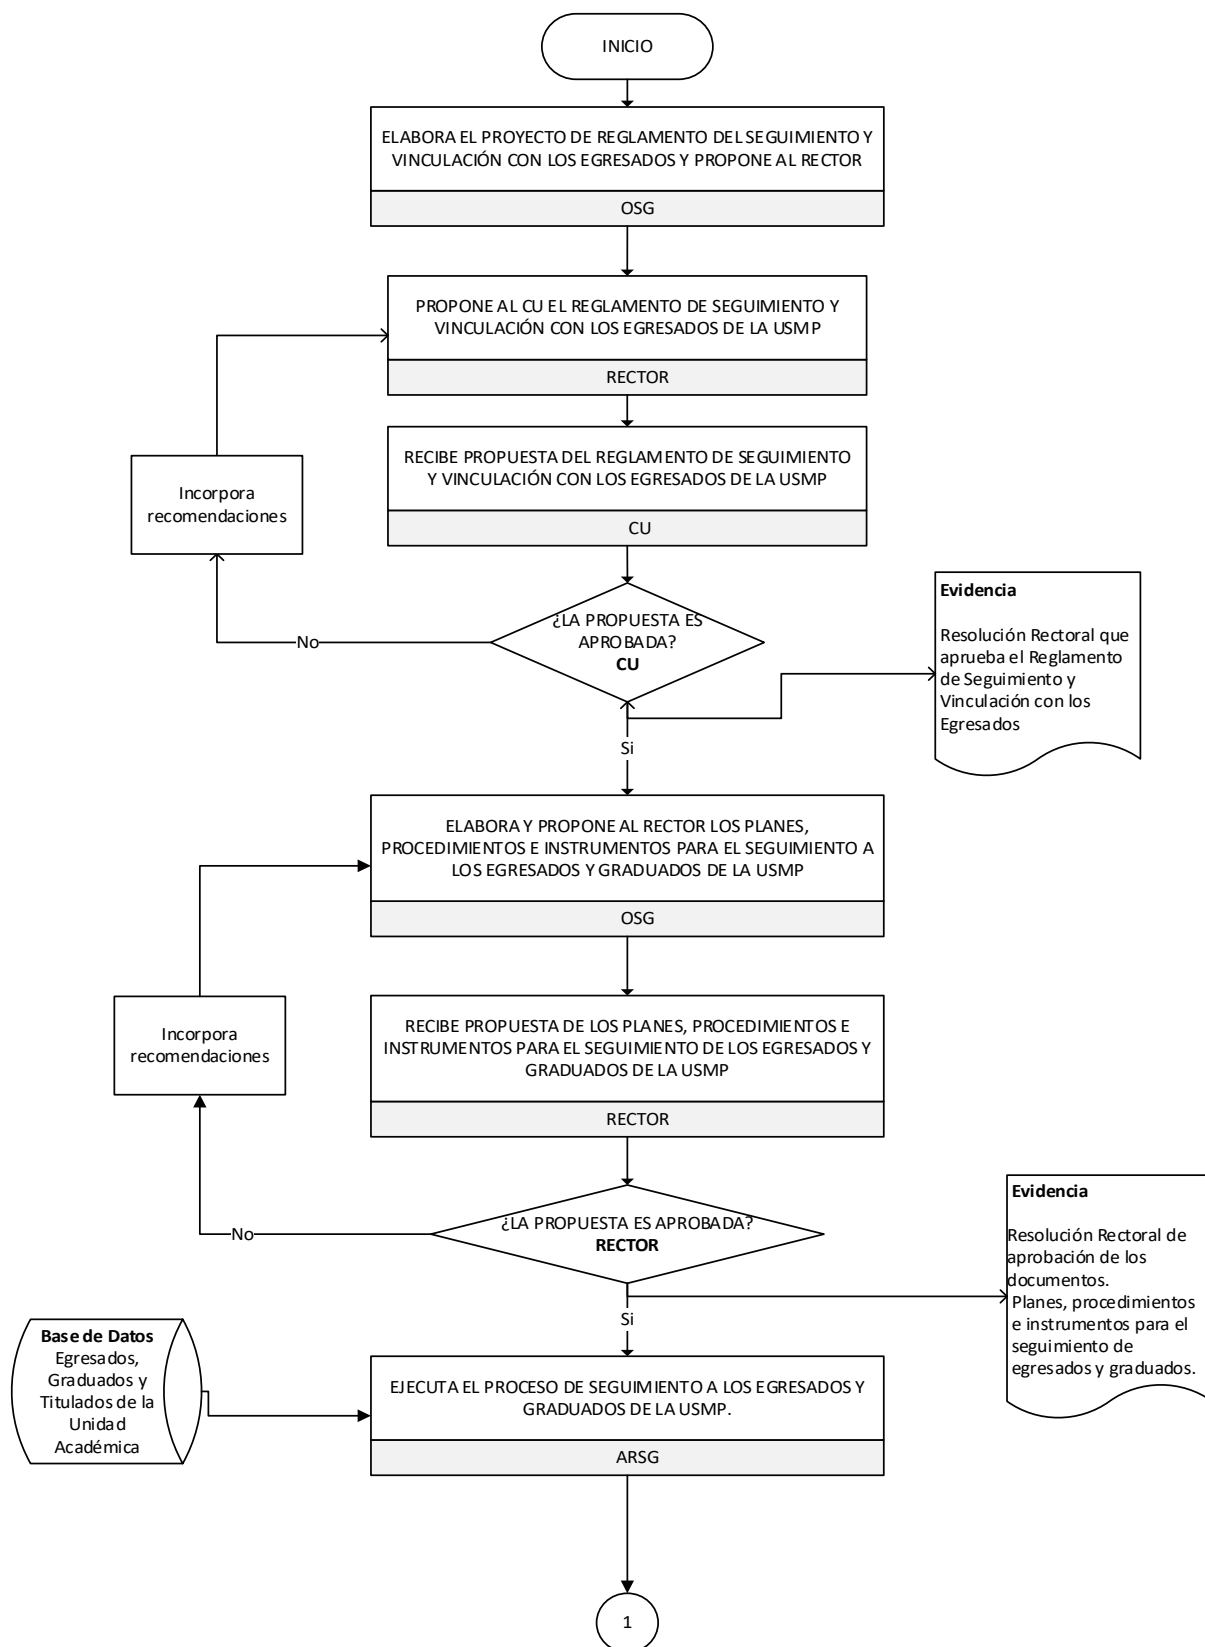 INICIO
ELABORA EL PROYECTO DE REGLAMENTO DEL SEGUIMIENTO Y
VINCULACIÓN CON LOS EGRESADOS Y PROPONE AL RECTOR
OSG
PROPONE AL CU EL REGLAMENTO DE SEGUIMIENTO Y
VINCULACIÓN CON LOS EGRESADOS DE LA USMP
RECTOR
RECIBE PROPUESTA DEL REGLAMENTO DE SEGUIMIENTO
Y VINCULACIÓN CON LOS EGRESADOS DE LA USMP
CU
Incorpora
recomendaciones
¿LA PROPUESTA ES
APROBADA?
CU
No
Si
Evidencia
Resolución Rectoral que
aprueba el Reglamento
de Seguimiento y
Vinculación con los
Egresados
ELABORA Y PROPONE AL RECTOR LOS PLANES,
PROCEDIMIENTOS E INSTRUMENTOS PARA EL SEGUIMIENTO A
LOS EGRESADOS Y GRADUADOS DE LA USMP
OSG
Incorpora
recomendaciones
RECIBE PROPUESTA DE LOS PLANES, PROCEDIMIENTOS E
INSTRUMENTOS PARA EL SEGUIMIENTO DE LOS EGRESADOS Y
GRADUADOS DE LA USMP
RECTOR
¿LA PROPUESTA ES APROBADA?
RECTOR
No
Si
Evidencia
Resolución Rectoral de
aprobación de los
documentos.
Planes, procedimientos
e instrumentos para el
seguimiento de
egresados y graduados.
Base de Datos
Egresados,
Graduados y
Titulados de la
Unidad
Académica
EJECUTA EL PROCESO DE SEGUIMIENTO A LOS EGRESADOS Y
GRADUADOS DE LA USMP.
ARSG
1